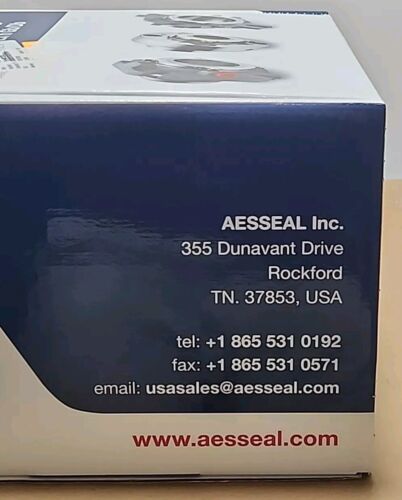 AESSEAL Inc.
355 Dunavant Drive
Rockford
TN. 37853, USA
tel: +1 865 531 0192
fax: +1 865 531 0571
email: usasales@aesseal.com
www.aesseal.com